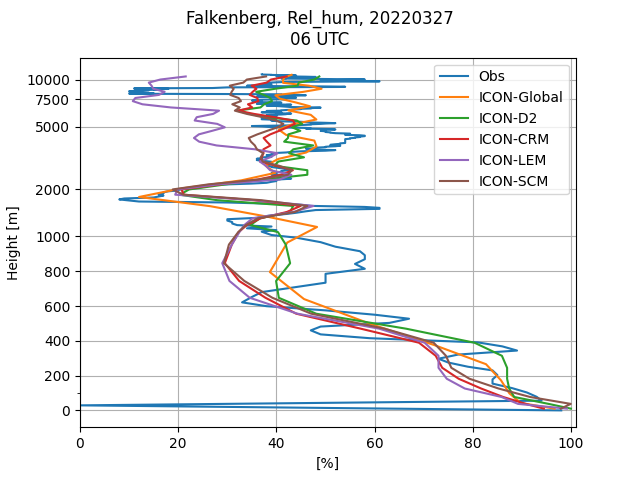 Falkenberg, Rel_hum, 20220327
06 UTC
Obs
ICON-Global
ICON-D2
ICON-CRM
ICON-LEM
ICON-SCM
10000
7500
5000
2000
1000
800
600
400
200
0
Height [m]
0 20 40 60 80 100
[%]